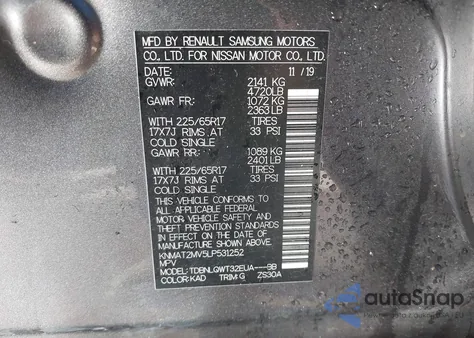 MFD BY RENAULT SAMSUNG MOTORS
CO., LTD. FOR NISSAN MOTOR CO., LTD.
DATE: 11 / 19
GVWR: 2141 KG
4720LB
GAWR FR: 1072 KG
2363LB
WITH 225/65R17 TIRES
17X7J RIMS AT 33 PSI
COLD SINGLE
GAWR RR: 1089 KG
2401LB
WITH 225/65R17 TIRES
17X7J RIMS AT 33 PSI
COLD SINGLE
THIS VEHICLE CONFORMS TO
ALL APPLICABLE FEDERAL
MOTOR VEHICLE SAFETY AND
THEFT PREVENTION STANDARDS
IN EFFECT ON THE DATE OF
MANUFACTURE SHOWN ABOVE
KNMAT2MV5LP531252
MPV
MODEL: TDBNLQWT32EUA---GB
COLOR:KAD TRIM:G ZS30A
autoSnap